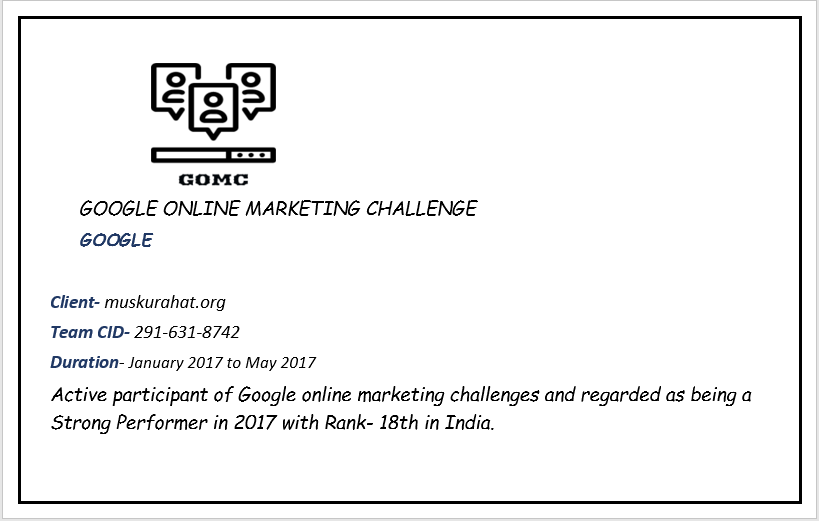 GOMC
GOOGLE ONLINE MARKETING CHALLENGE
GOOGLE
Client- muskurahat.org
Team CID- 291-631-8742
Duration- January 2017 to May 2017
Active participant of Google online marketing challenges and regarded as being a
Strong Performer in 2017 with Rank- 18th in India.